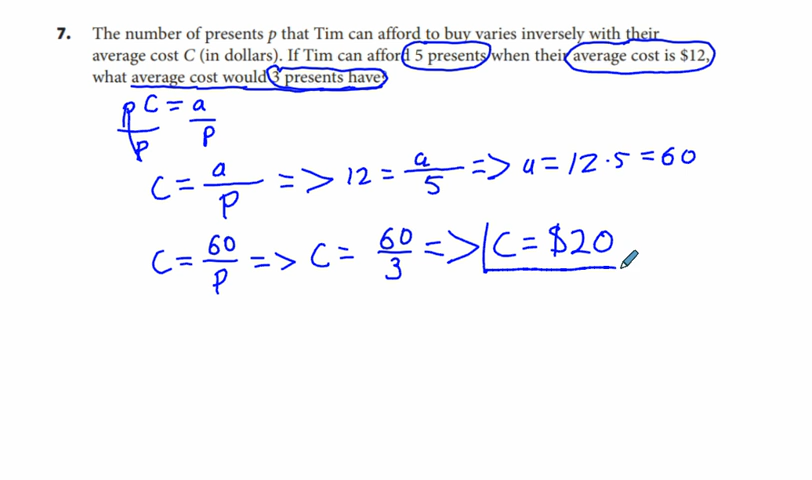 7. The number of presents p that Tim can afford to buy varies inversely with their
average cost C (in dollars). If Tim can afford 5 presents when their average cost is $12,
what average cost would 3 presents have?
pC = a
p p
C = a/p => 12 = a/5 => a = 12·5 = 60
C = 60/p => C = 60/3 => C = $20